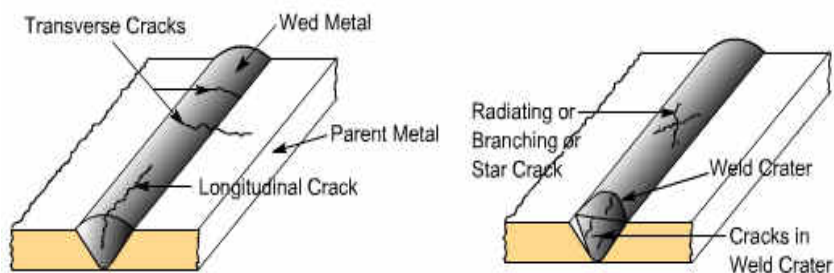 Transverse Cracks
Wed Metal
Parent Metal
Longitudinal Crack
Radiating or
Branching or
Star Crack
Weld Crater
Cracks in
Weld Crater